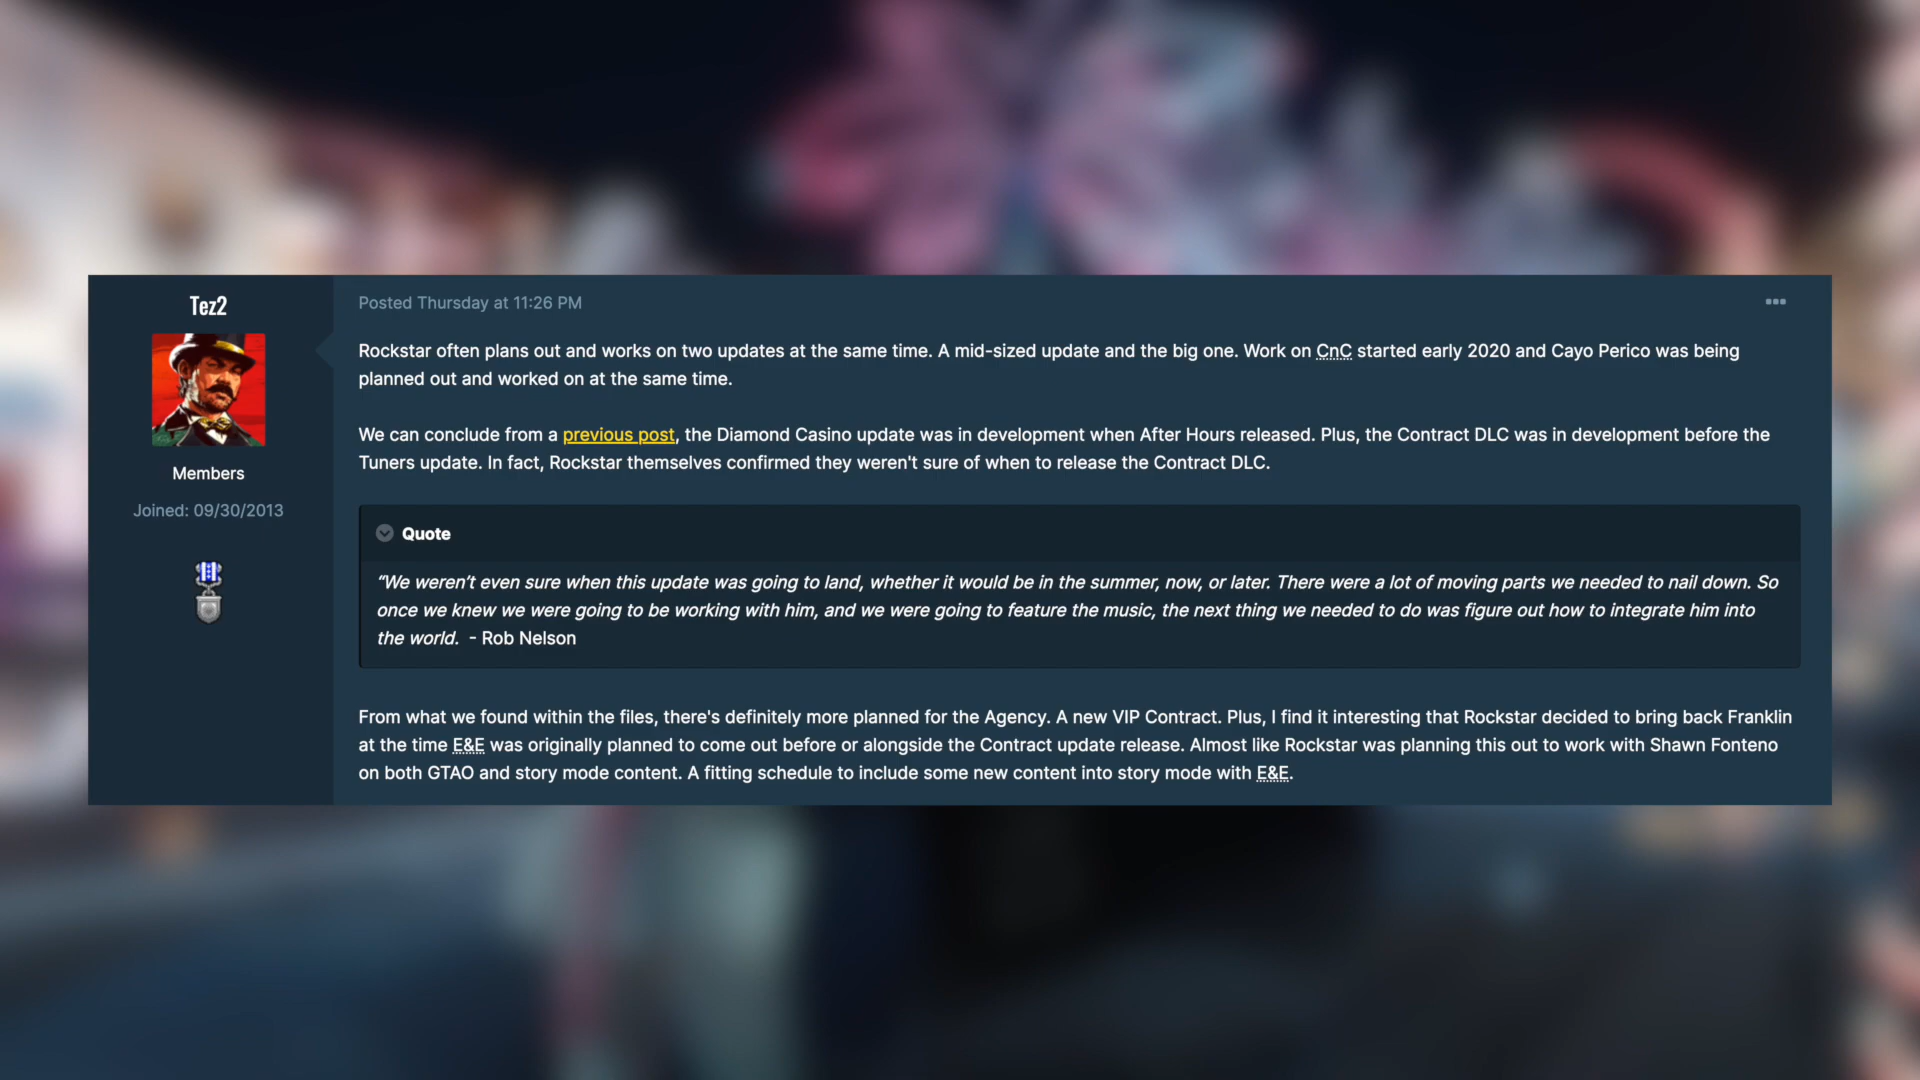 Tez2
Members
Joined: 09/30/2013
Posted Thursday at 11:26 PM
Rockstar often plans out and works on two updates at the same time. A mid-sized update and the big one. Work on CnC started early 2020 and Cayo Perico was being
planned out and worked on at the same time.
We can conclude from a previous post, the Diamond Casino update was in development when After Hours released. Plus, the Contract DLC was in development before the
Tuners update. In fact, Rockstar themselves confirmed they weren't sure of when to release the Contract DLC.
Quote
“We weren’t even sure when this update was going to land, whether it would be in the summer, now, or later. There were a lot of moving parts we needed to nail down. So
once we knew we were going to be working with him, and we were going to feature the music, the next thing we needed to do was figure out how to integrate him into
the world. - Rob Nelson
From what we found within the files, there's definitely more planned for the Agency. A new VIP Contract. Plus, I find it interesting that Rockstar decided to bring back Franklin
at the time E&E was originally planned to come out before or alongside the Contract update release. Almost like Rockstar was planning this out to work with Shawn Fonteno
on both GTAO and story mode content. A fitting schedule to include some new content into story mode with E&E.